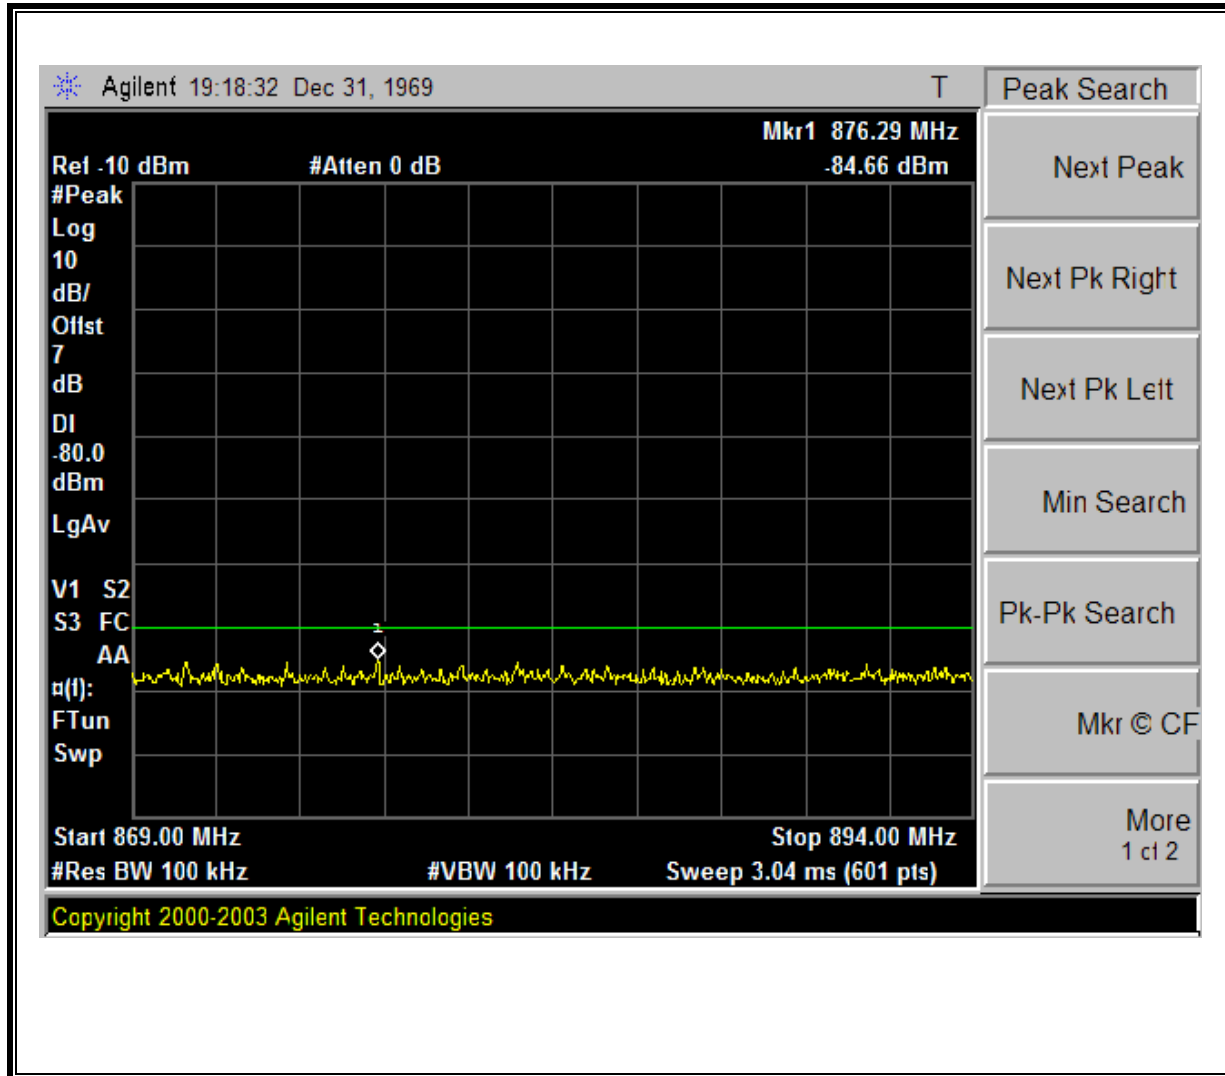 Agilent 19:18:32 Dec 31, 1969 T
Peak Search
Mkr1 876.29 MHz
Ref -10 dBm #Atten 0 dB -84.66 dBm
#Peak
Log
10
dB/
Offst
7
dB
DI
-80.0
dBm
LgAv
V1 S2
S3 FC
AA
¤(f):
FTun
Swp
1
Start 869.00 MHz Stop 894.00 MHz
#Res BW 100 kHz #VBW 100 kHz Sweep 3.04 ms (601 pts)
Copyright 2000-2003 Agilent Technologies
Next Peak
Next Pk Right
Next Pk Left
Min Search
Pk-Pk Search
Mkr © CF
More
1 of 2